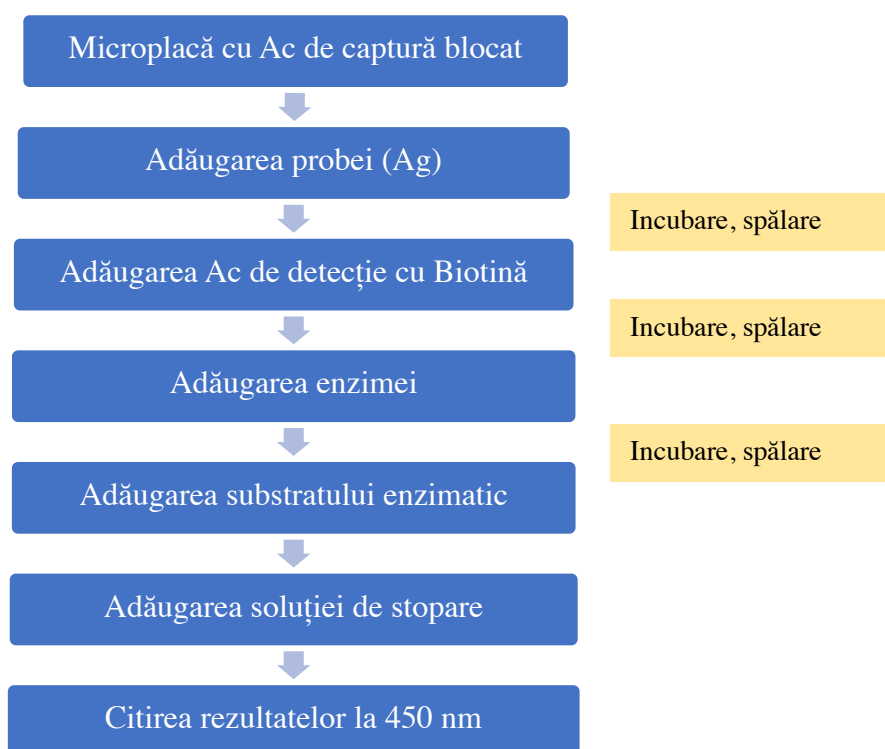 Microplacă cu Ac de captură blocat
Adăugarea probei (Ag)
Incubare, spălare
Adăugarea Ac de detecție cu Biotină
Incubare, spălare
Adăugarea enzimei
Incubare, spălare
Adăugarea substratului enzimatic
Adăugarea soluției de stopare
Citirea rezultatelor la 450 nm